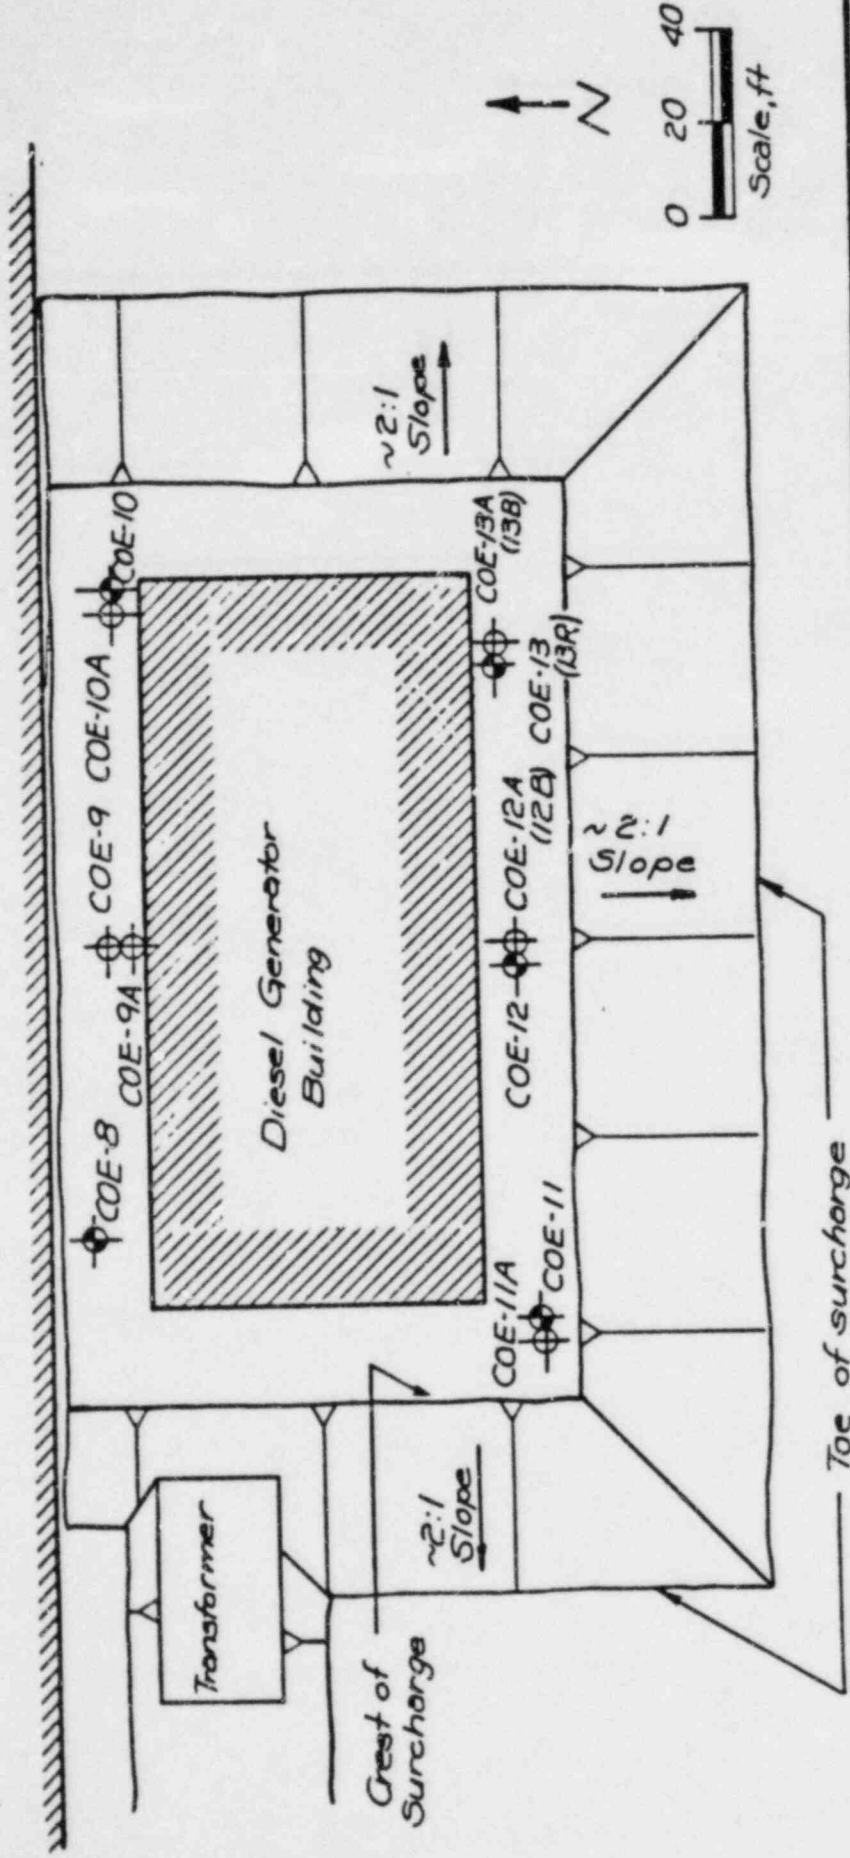 COE-8
COE-9A
COE-9
COE-10A
COE-10
Diesel Generator
Building
Transformer
Crest of
Surcharge
~2:1
Slope
~2:1
Slope
COE-11A
COE-11
COE-12
COE-12A
(12B)
COE-13
(13R)
COE-13A
(13B)
~2:1
Slope
Toe of surcharge
N
0 20 40
Scale, ft